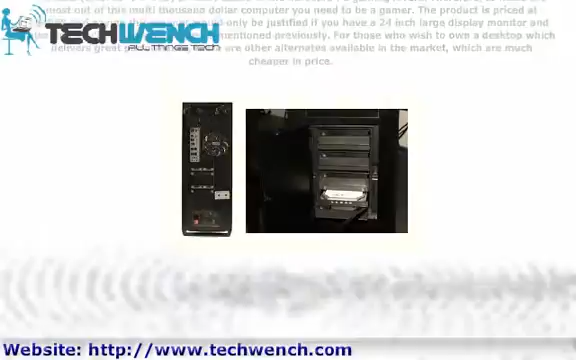 most out of this multi thousand dollar computer you need to be a gamer. The product is priced at
only be justified if you have a 24 inch large display monitor and
mentioned previously. For those who wish to own a desktop which
delivers great are other alternates available in the market, which are much
cheaper in price.
TECHWENCH
Website: http://www.techwench.com